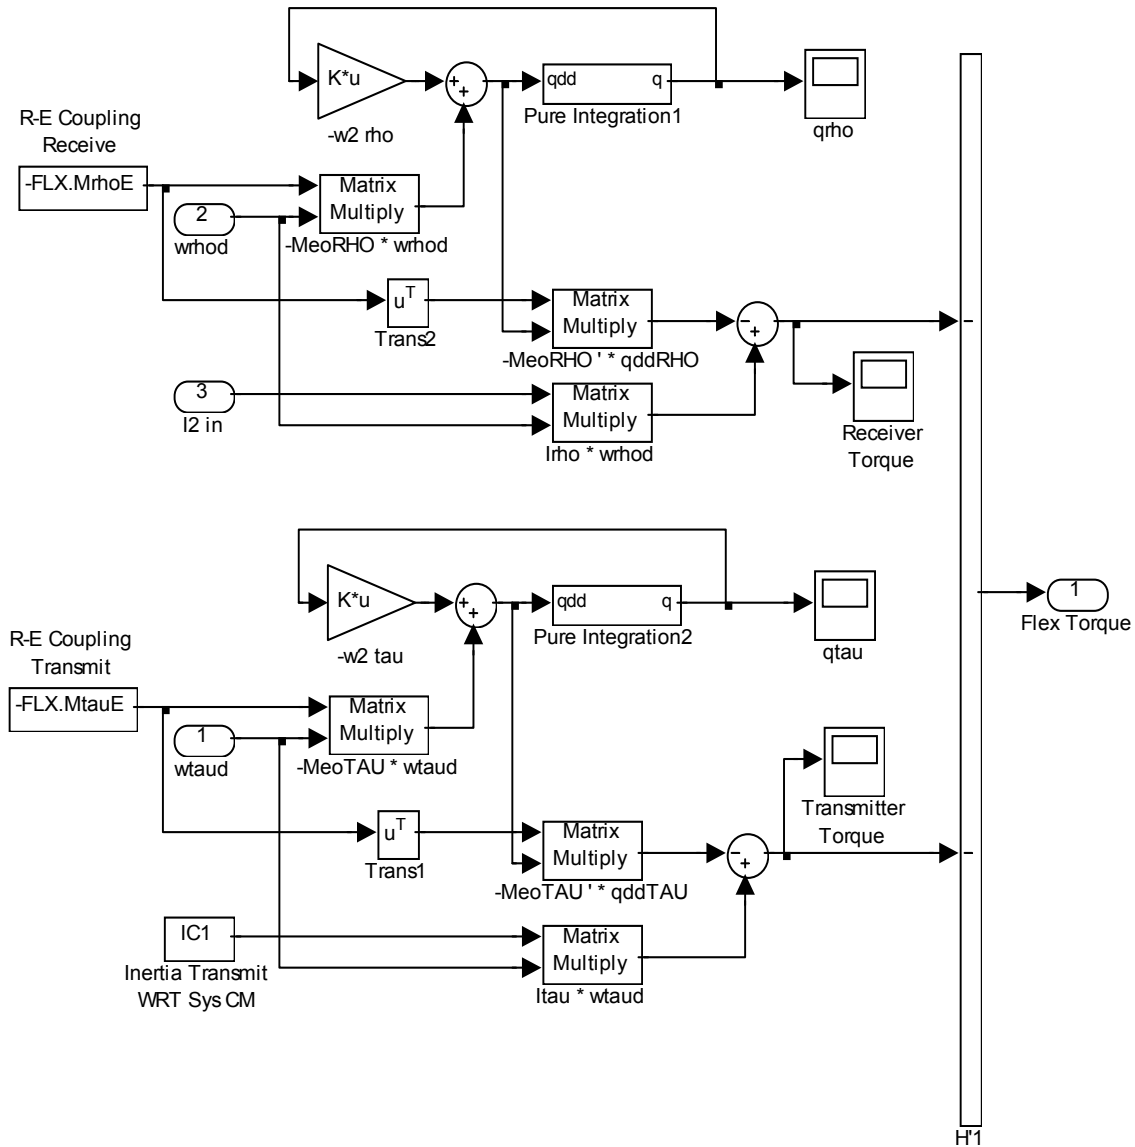 K*u
-w2 rho
+
+
qdd q
Pure Integration1
qrho
R-E Coupling
Receive
-FLX.MrhoE
2
wrhod
Matrix
Multiply
-MeoRHO * wrhod
u^T
Trans2
Matrix
Multiply
-MeoRHO ' * qddRHO
-
+
-
3
I2 in
Matrix
Multiply
Irho * wrhod
Receiver
Torque
K*u
-w2 tau
+
+
qdd q
Pure Integration2
qtau
1
Flex Torque
R-E Coupling
Transmit
-FLX.MtauE
1
wtaud
Matrix
Multiply
-MeoTAU * wtaud
Transmitter
Torque
u^T
Trans1
Matrix
Multiply
-MeoTAU ' * qddTAU
-
+
-
IC1
Inertia Transmit
WRT Sys CM
Matrix
Multiply
Itau * wtaud
H'1